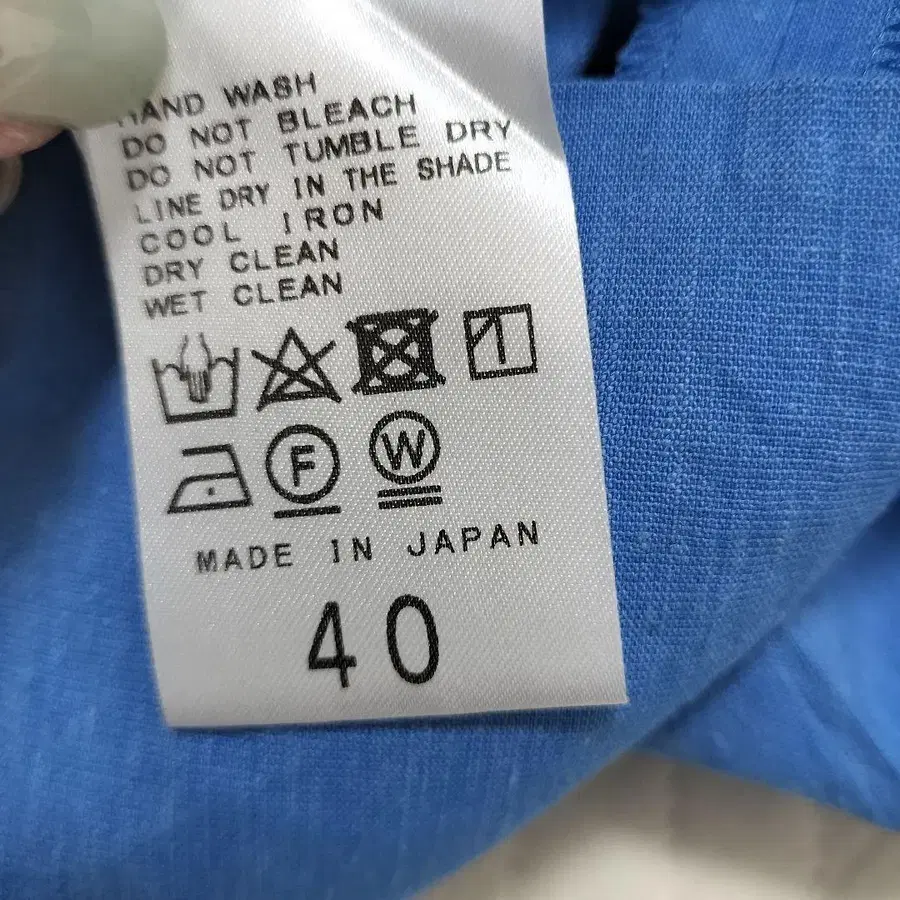 HAND WASH
DO NOT BLEACH
DO NOT TUMBLE DRY
LINE DRY IN THE SHADE
COOL IRON
DRY CLEAN
WET CLEAN
F W
MADE IN JAPAN
40